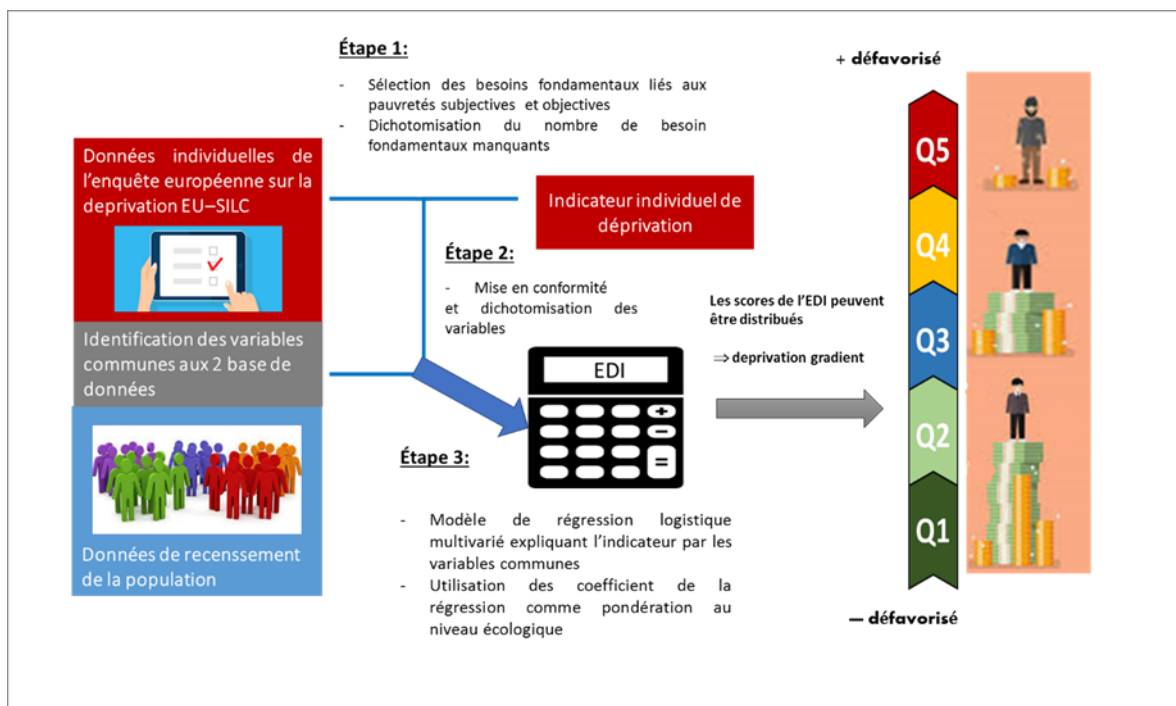 Étape 1:
- Sélection des besoins fondamentaux liés aux
pauvretés subjectives et objectives
- Dichotomisation du nombre de besoin
fondamentaux manquants
Données individuelles de
l'enquête européenne sur la
deprivation EU–SILC
Identification des variables
communes aux 2 base de
données
Données de recenssement
de la population
Indicateur individuel de
déprivation
Étape 2:
- Mise en conformité
et dichotomisation des
variables
EDI
+
−
=
Étape 3:
- Modèle de régression logistique
multivarié expliquant l'indicateur par les
variables communes
- Utilisation des coefficient de la
régression comme pondération au
niveau écologique
Les scores de l'EDI peuvent
être distribués
⇒ deprivation gradient
+ défavorisé
Q5
Q4
Q3
Q2
Q1
— défavorisé